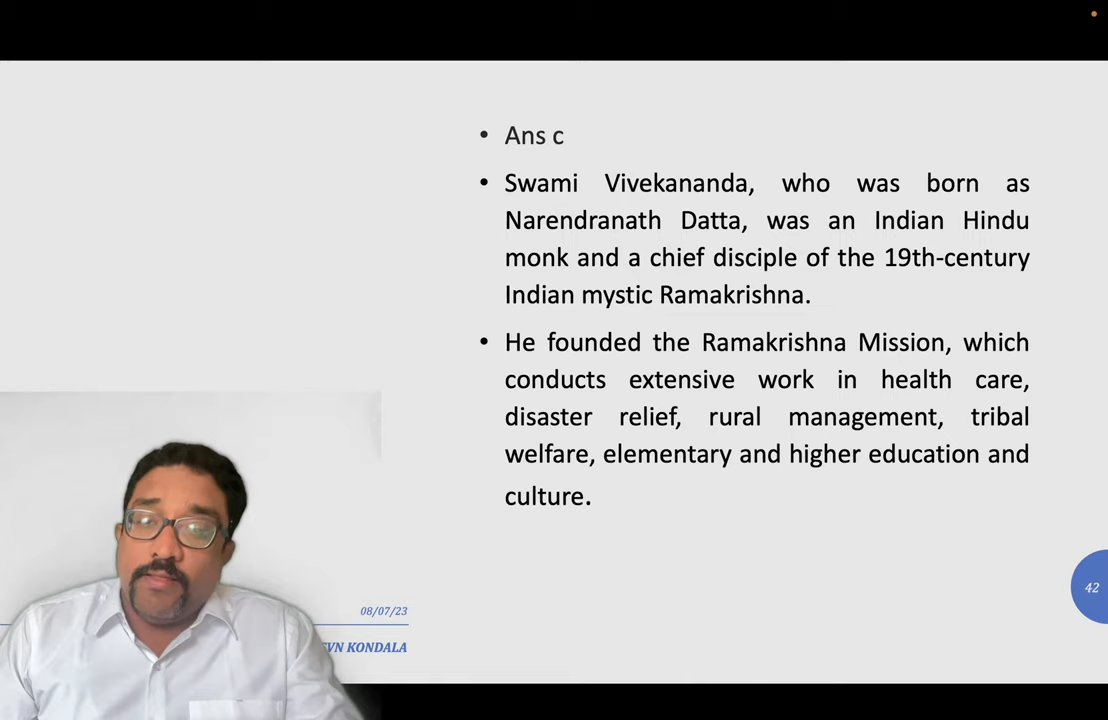 • Ans c
• Swami Vivekananda, who was born as
Narendranath Datta, was an Indian Hindu
monk and a chief disciple of the 19th-century
Indian mystic Ramakrishna.
• He founded the Ramakrishna Mission, which
conducts extensive work in health care,
disaster relief, rural management, tribal
welfare, elementary and higher education and
culture.
42
08/07/23
KONDALA